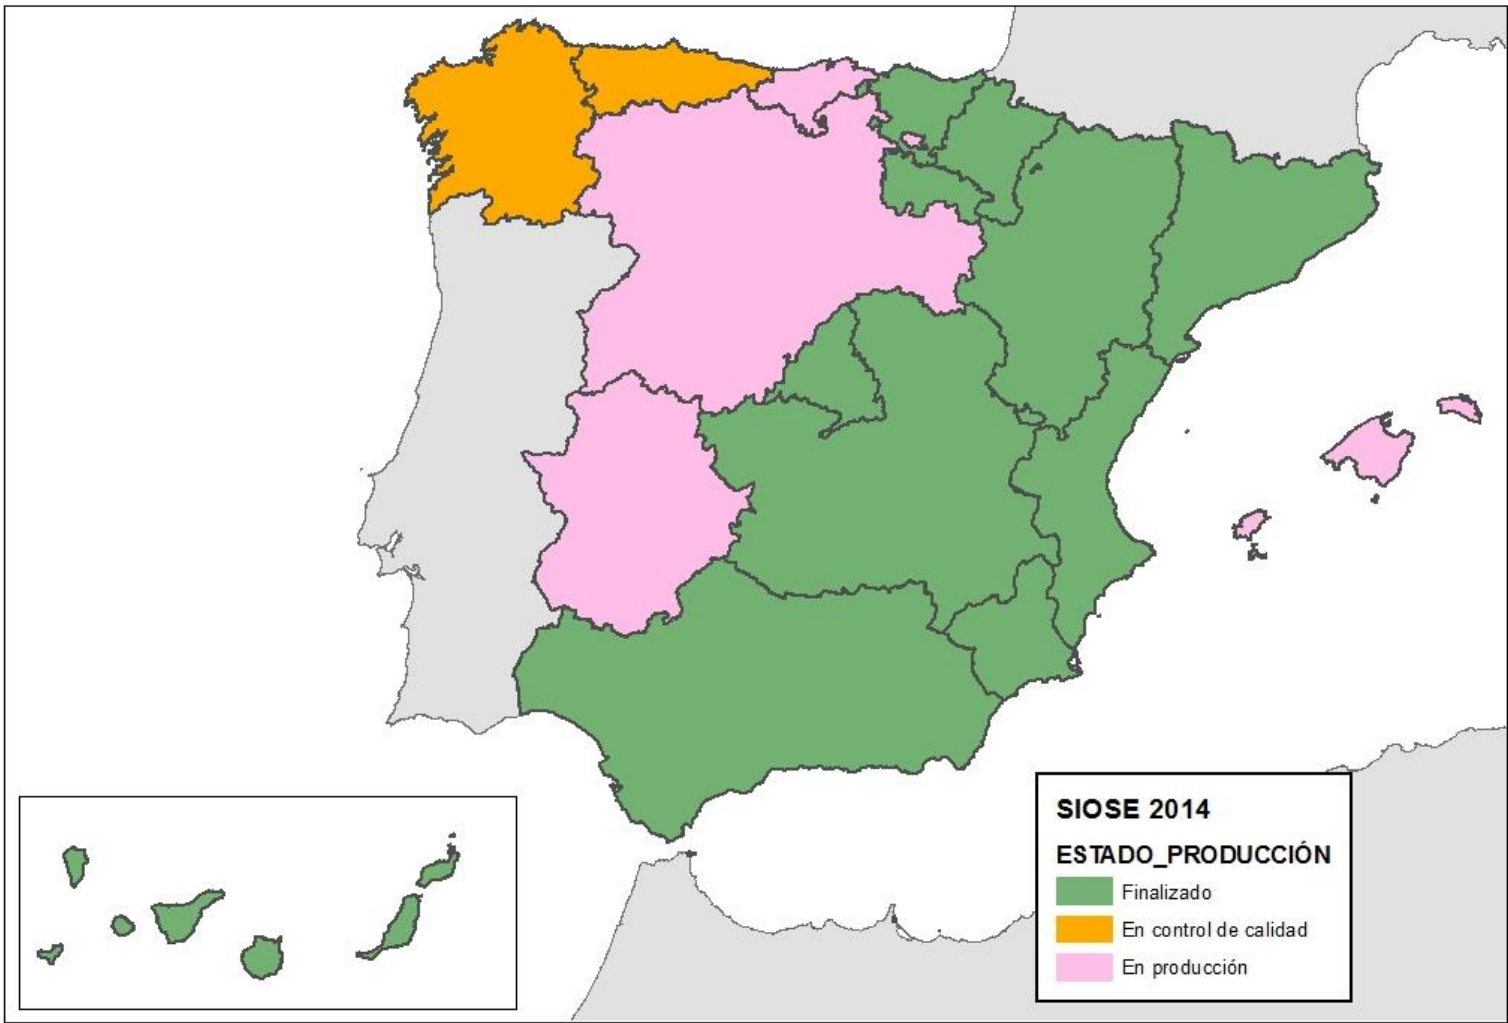 SIOSE 2014
ESTADO_PRODUCCIÓN
Finalizado
En control de calidad
En producción